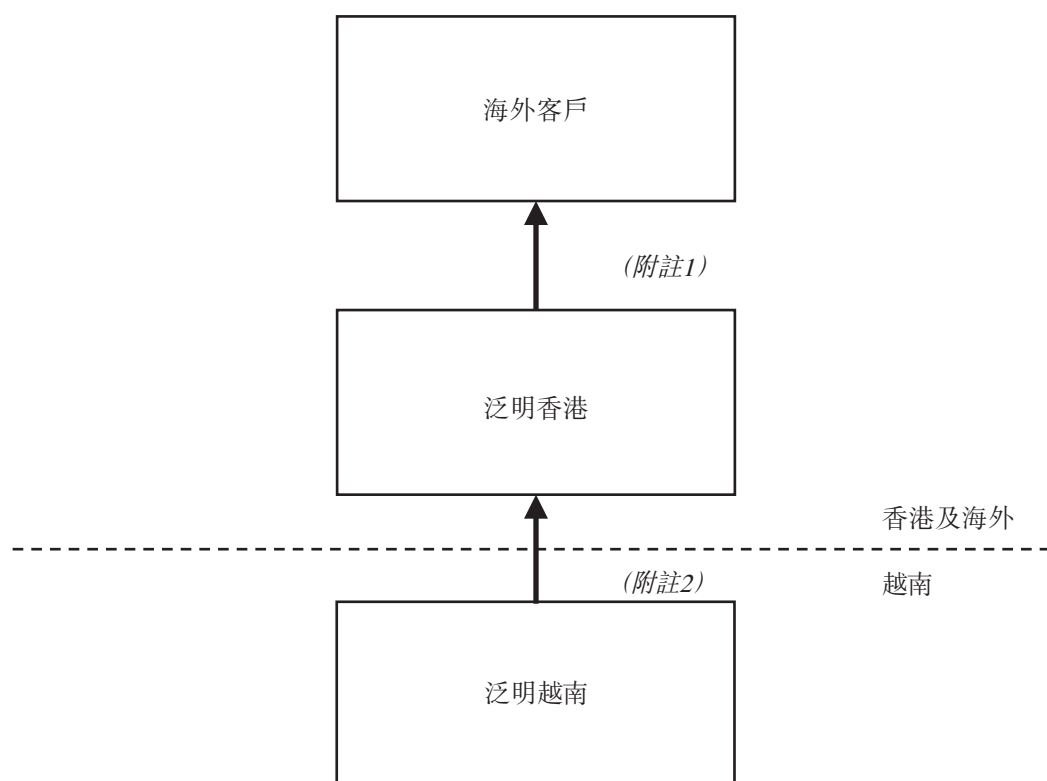 海外客戶
（附註1）
泛明香港
香港及海外
（附註2）
越南
泛明越南